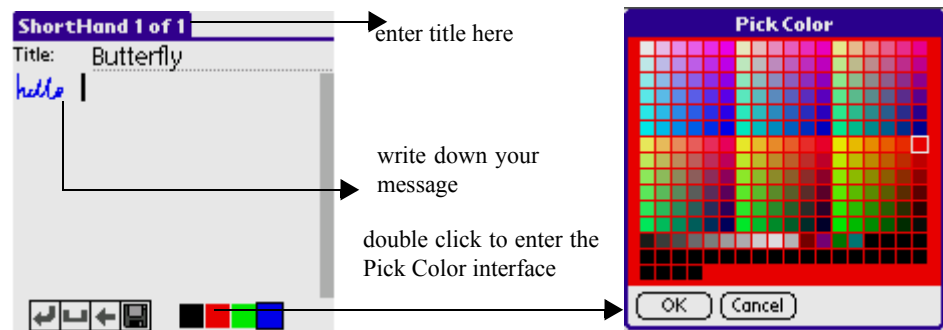 ShortHand 1 of 1
enter title here
Title: Butterfly
hello
write down your
message
double click to enter the
Pick Color interface
Pick Color
OK Cancel